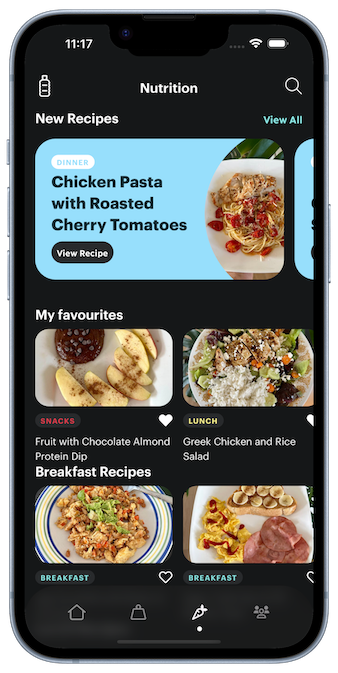 11:17
Nutrition
New Recipes
View All
DINNER
Chicken Pasta
with Roasted
Cherry Tomatoes
View Recipe
My favourites
SNACKS
LUNCH
Fruit with Chocolate Almond
Protein Dip
Greek Chicken and Rice
Salad
Breakfast Recipes
BREAKFAST
BREAKFAST